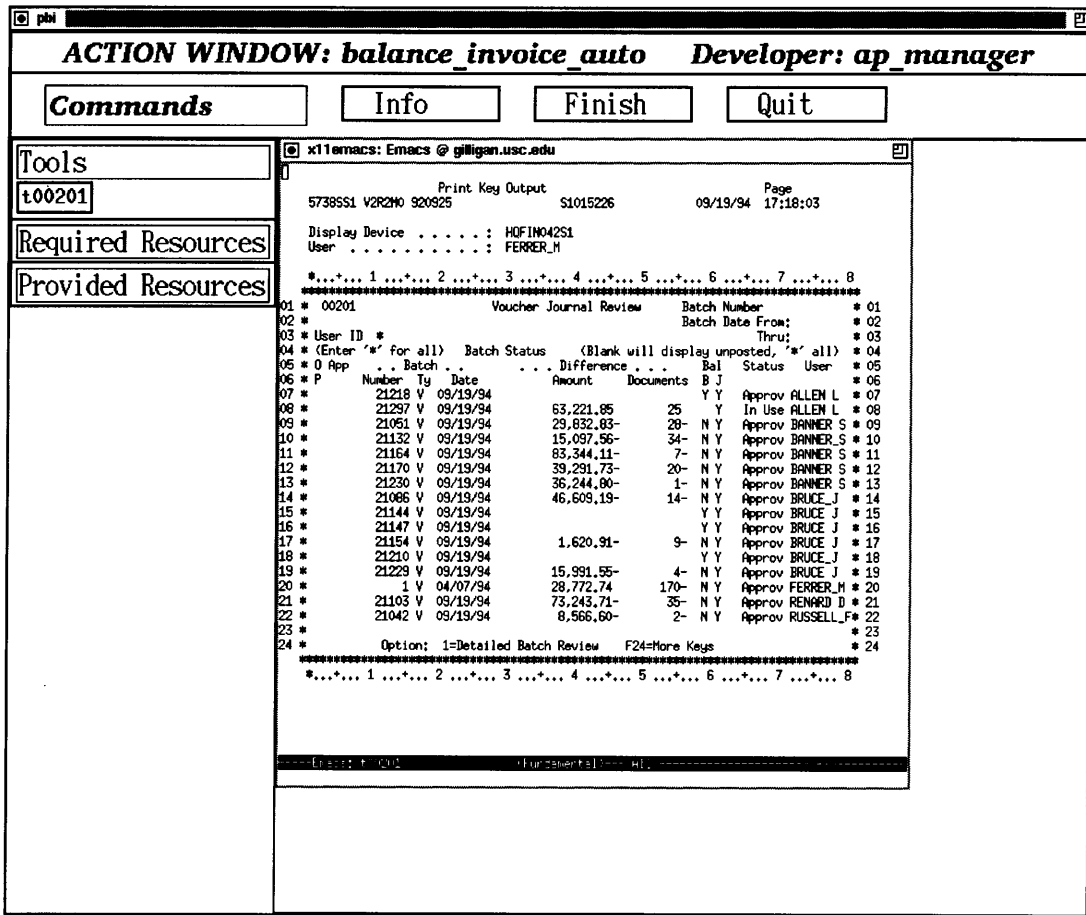 pbi
ACTION WINDOW: balance_invoice_auto Developer: ap_manager
Commands Info Finish Quit
Tools
t00201
Required Resources
Provided Resources
x11emacs: Emacs @ gilligan.usc.edu
Print Key Output Page
5738SS1 V2R2M0 920925 S1015226 09/19/94 17:18:03
Display Device . . . . . : HQFIN042S1
User . . . . . . . . . . : FERRER_M
*...+... 1 ...+... 2 ...+... 3 ...+... 4 ...+... 5 ...+... 6 ...+... 7 ...+... 8
01 * 00201 Voucher Journal Review Batch Number * 01
02 * Batch Date From: * 02
03 * User ID * Thru: * 03
04 * (Enter '*' for all) Batch Status (Blank will display unposted, '*' all) * 04
05 * O App . . Batch . . . . . Difference . . . Bal Status User * 05
06 * P Number Ty Date Amount Documents B J * 06
07 * 21218 V 09/19/94 Y Y Approv ALLEN L * 07
08 * 21297 V 09/19/94 63,221.85 25 Y In Use ALLEN L * 08
09 * 21051 V 09/19/94 29,832.83- 28- N Y Approv BANNER S * 09
10 * 21132 V 09/19/94 15,097.56- 34- N Y Approv BANNER_S * 10
11 * 21164 V 09/19/94 83,344.11- 7- N Y Approv BANNER S * 11
12 * 21170 V 09/19/94 39,291.73- 20- N Y Approv BANNER S * 12
13 * 21230 V 09/19/94 36,244.80- 1- N Y Approv BANNER S * 13
14 * 21086 V 09/19/94 46,609.19- 14- N Y Approv BRUCE_J * 14
15 * 21144 V 09/19/94 Y Y Approv BRUCE J * 15
16 * 21147 V 09/19/94 Y Y Approv BRUCE J * 16
17 * 21154 V 09/19/94 1,620.91- 9- N Y Approv BRUCE J * 17
18 * 21210 V 09/19/94 Y Y Approv BRUCE_J * 18
19 * 21229 V 09/19/94 15,991.55- 4- N Y Approv BRUCE J * 19
20 * 1 V 04/07/94 28,772.74 170- N Y Approv FERRER_M * 20
21 * 21103 V 09/19/94 73,243.71- 35- N Y Approv RENARD D * 21
22 * 21042 V 09/19/94 8,566.60- 2- N Y Approv RUSSELL_F* 22
23 * * 23
24 * Option: 1=Detailed Batch Review F24=More Keys * 24
*...+... 1 ...+... 2 ...+... 3 ...+... 4 ...+... 5 ...+... 6 ...+... 7 ...+... 8
-----Emacs: t00201 (Fundamental)----All----